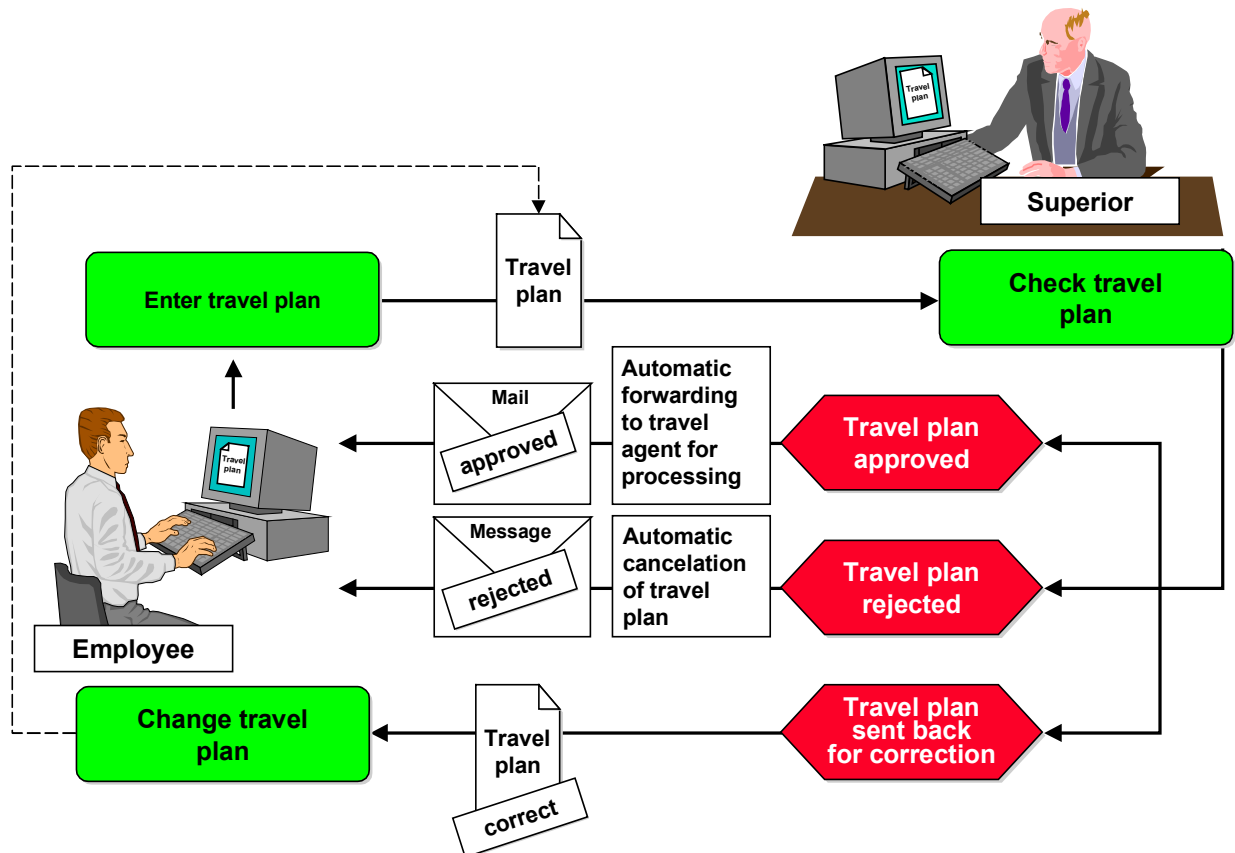 Travel
plan
Superior
Travel
plan
Enter travel plan
Check travel
plan
Mail
approved
Automatic
forwarding
to travel
agent for
processing
Travel plan
approved
Travel
plan
Message
rejected
Automatic
cancelation
of travel
plan
Travel plan
rejected
Employee
Change travel
plan
Travel
plan
correct
Travel plan
sent back
for correction